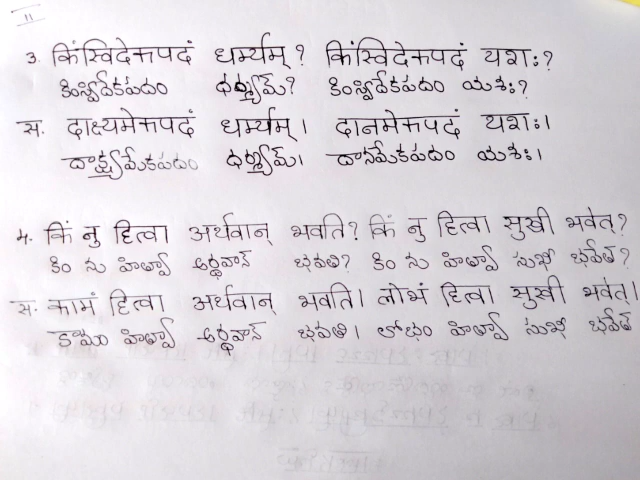 11
3. किंस्विदेकपदं धर्म्यम्? किंस्विदेकपदं यशः?
కింస్విదేకపదం ధర్మ్యమ్? కింస్విదేకపదం యశః?
स. दाक्ष्यमेकपदं धर्म्यम्। दानमेकपदं यशः।
దాక్ష్యమేకపదం ధర్మ్యమ్। దానమేకపదం యశః।
4. किं नु हित्वा अर्थवान् भवति? किं नु हित्वा सुखी भवेत्?
కిం ను హిత్వా అర్థవాన్ భవతి? కిం ను హిత్వా సుఖీ భవేత్?
स. कामं हित्वा अर्थवान् भवति। लोभं हित्वा सुखी भवेत्।
కామం హిత్వా అర్థవాన్ భవతి। లోభం హిత్వా సుఖీ భవేత్